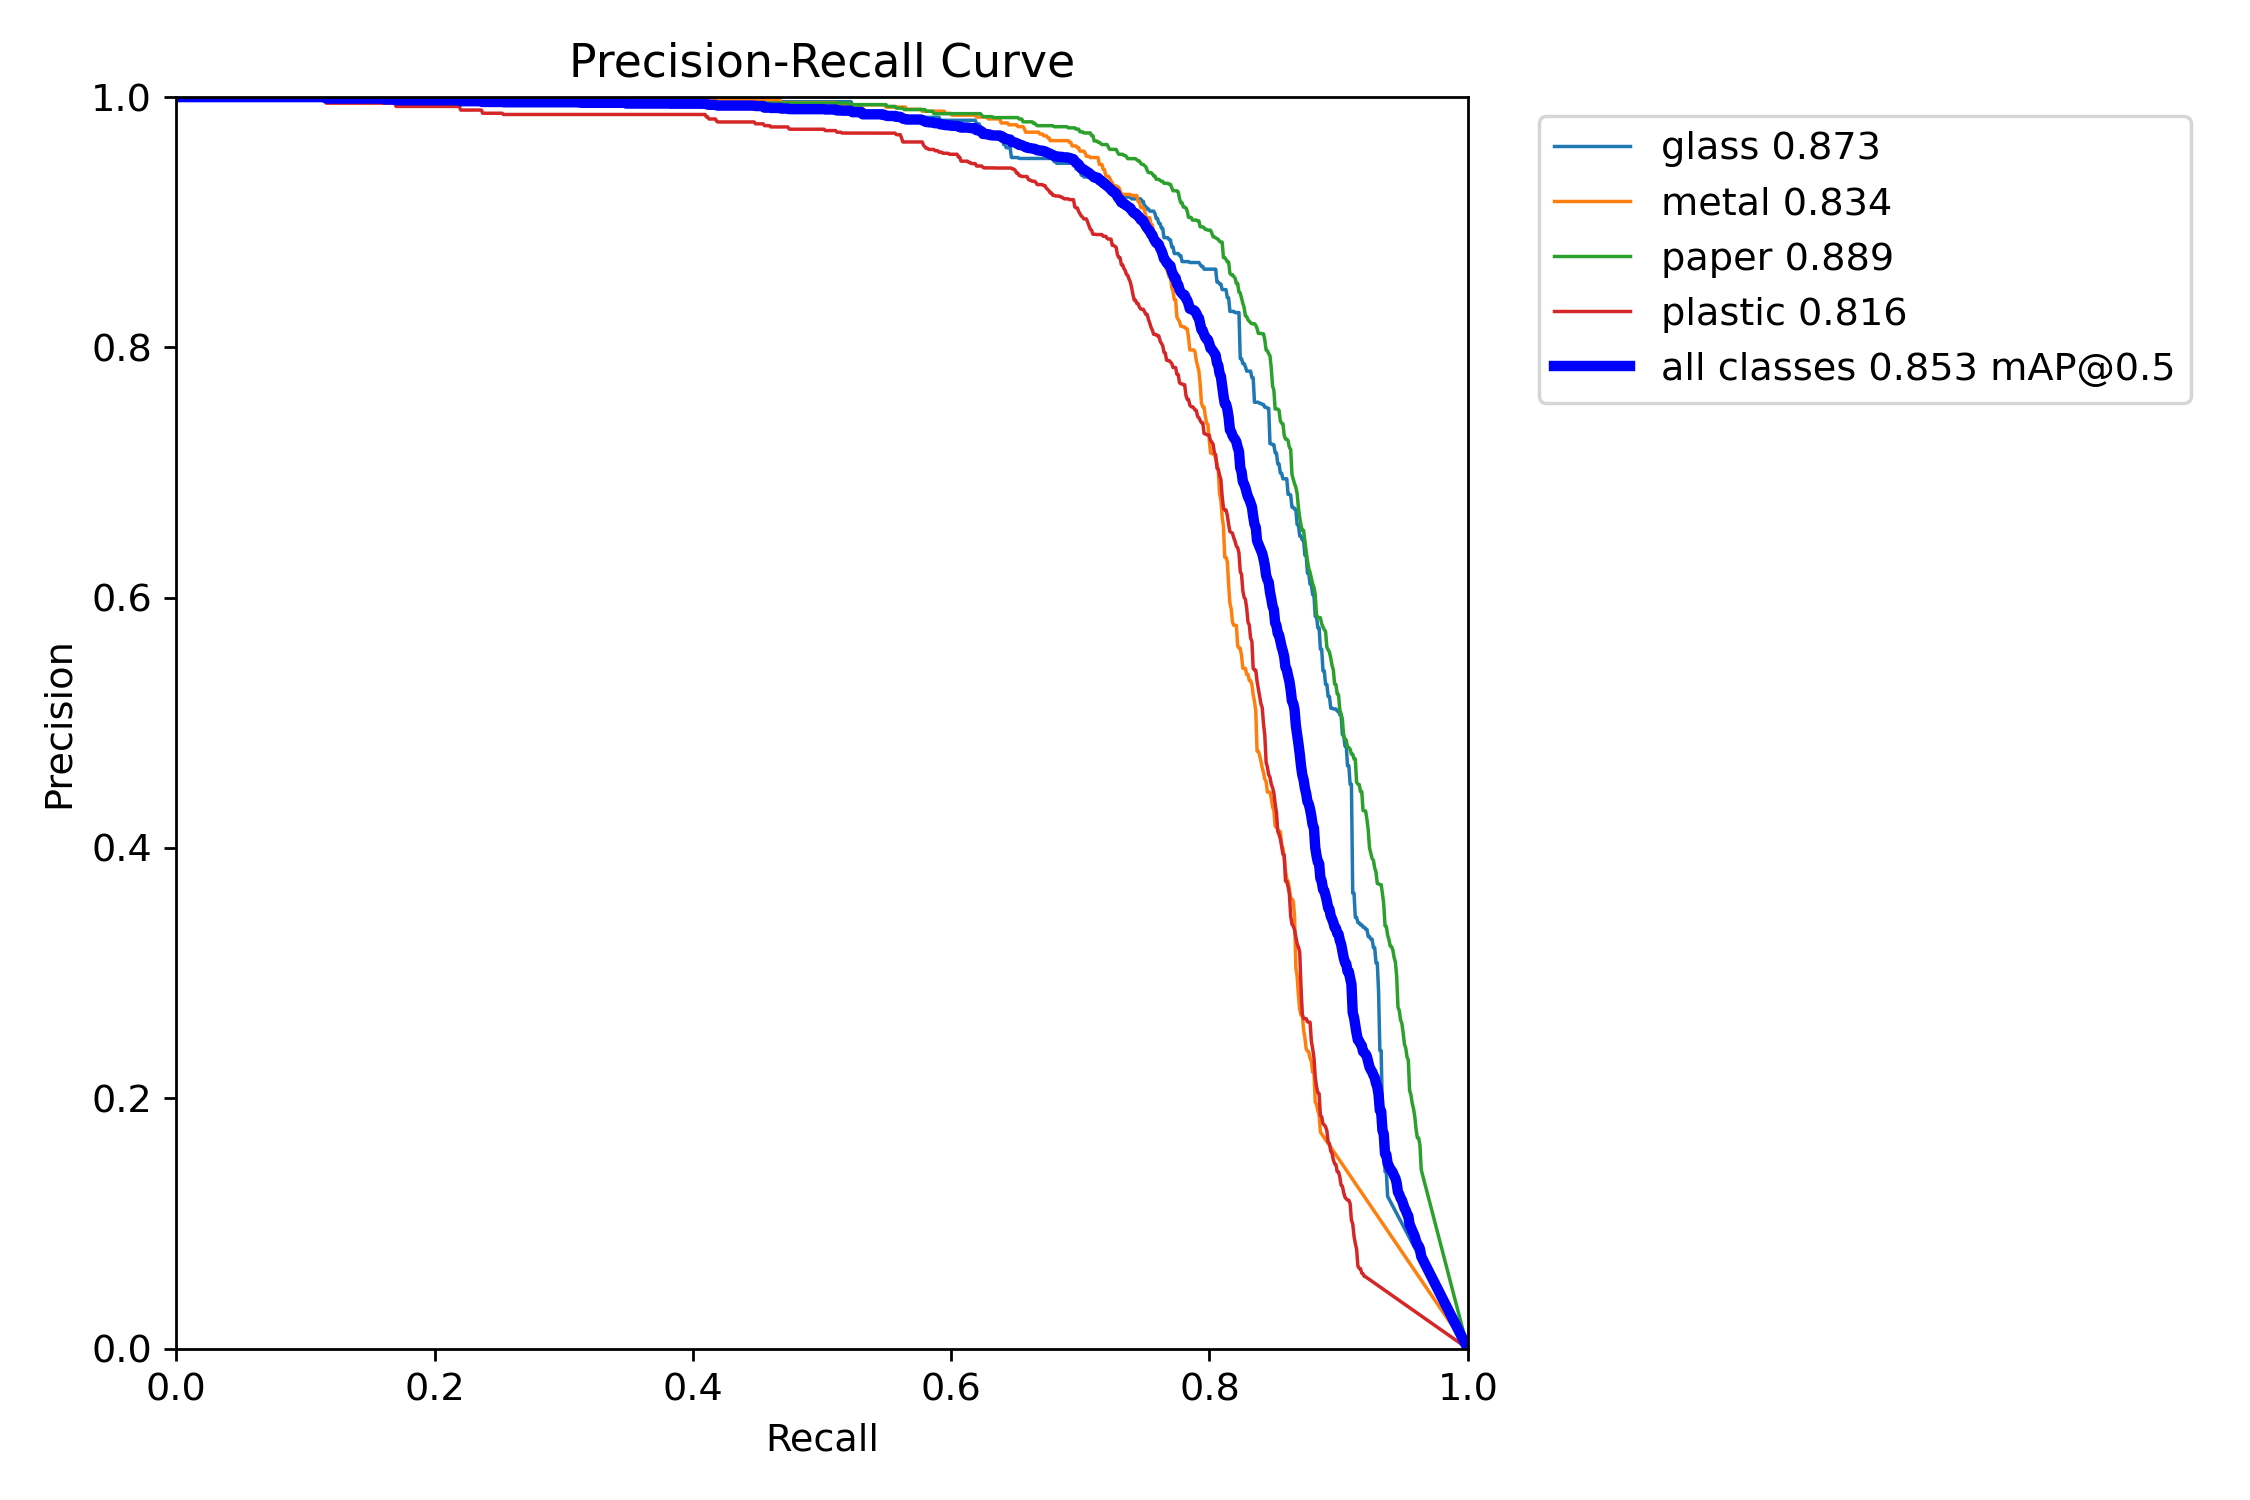 Precision-Recall Curve
1.0
0.8
0.6
0.4
0.2
0.0
Precision
0.0 0.2 0.4 0.6 0.8 1.0
Recall
glass 0.873
metal 0.834
paper 0.889
plastic 0.816
all classes 0.853 mAP@0.5